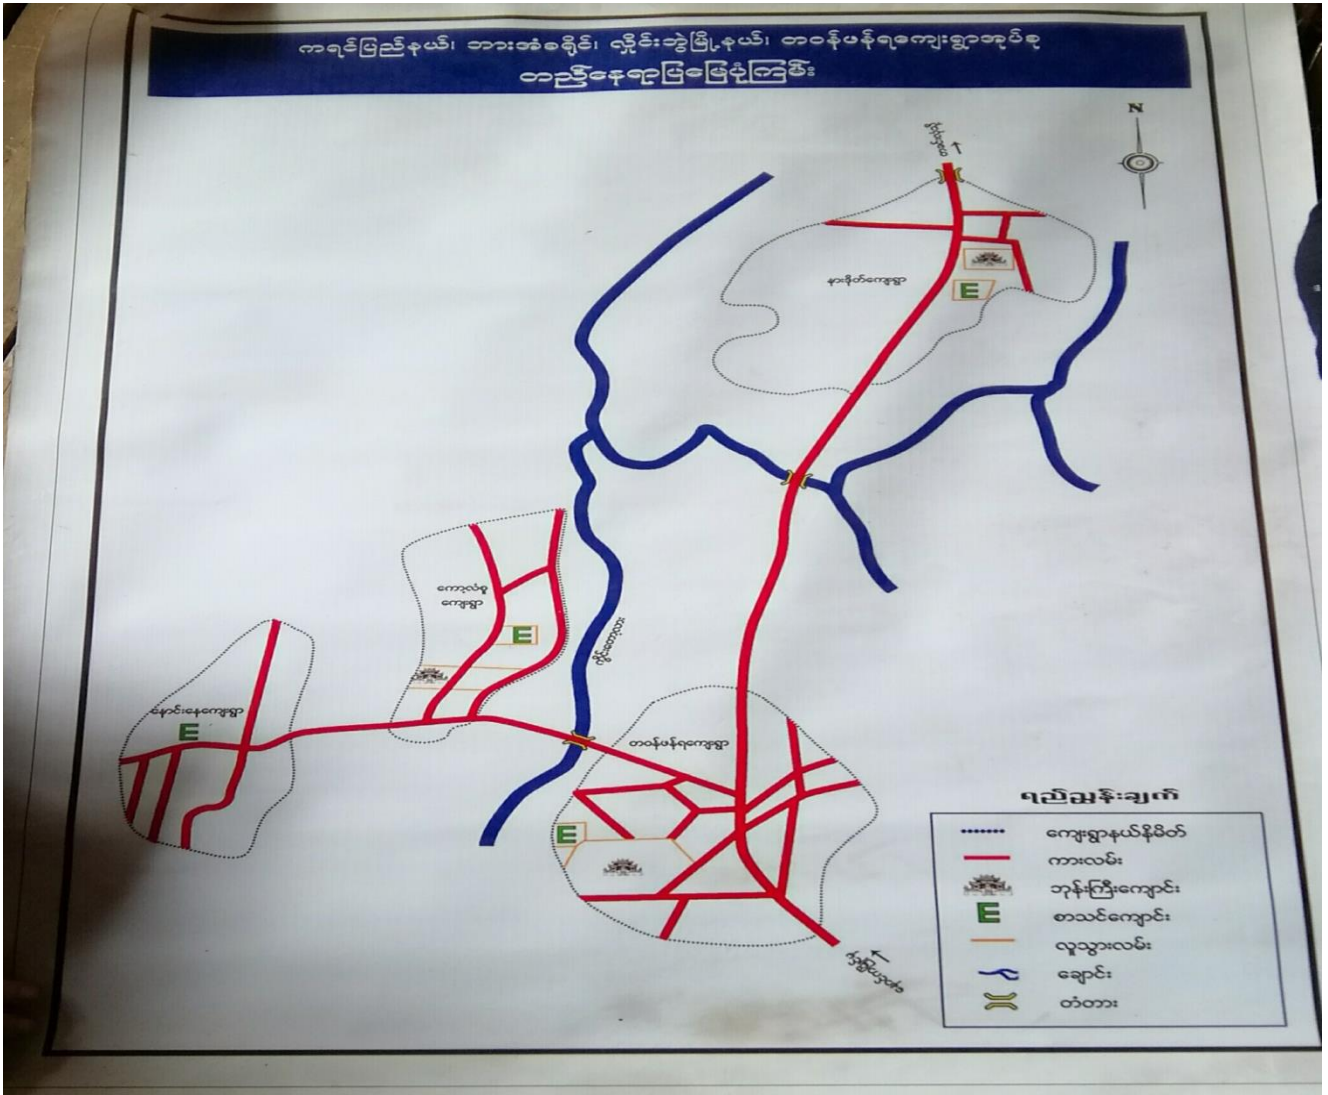 ကရင်ပြည်နယ်၊ ဘားအံခရိုင်၊ လှိုင်းဘွဲမြို့နယ်၊ တဝန်ဖန်ရကျေးရွာအုပ်စု
တည်နေရာပြမြေပုံကြမ်း
N
နားဒိုတ်ကျေးရွာ
E
ကော့လံစူ
ကျေးရွာ
E
နောင်းနေကျေးရွာ
E
တဝန်ဖန်ရကျေးရွာ
E
ရည်ညွှန်းချက်
ကျေးရွာနယ်နိမိတ်
ကားလမ်း
ဘုန်းကြီးကျောင်း
E
စာသင်ကျောင်း
လူသွားလမ်း
ချောင်း
တံတား